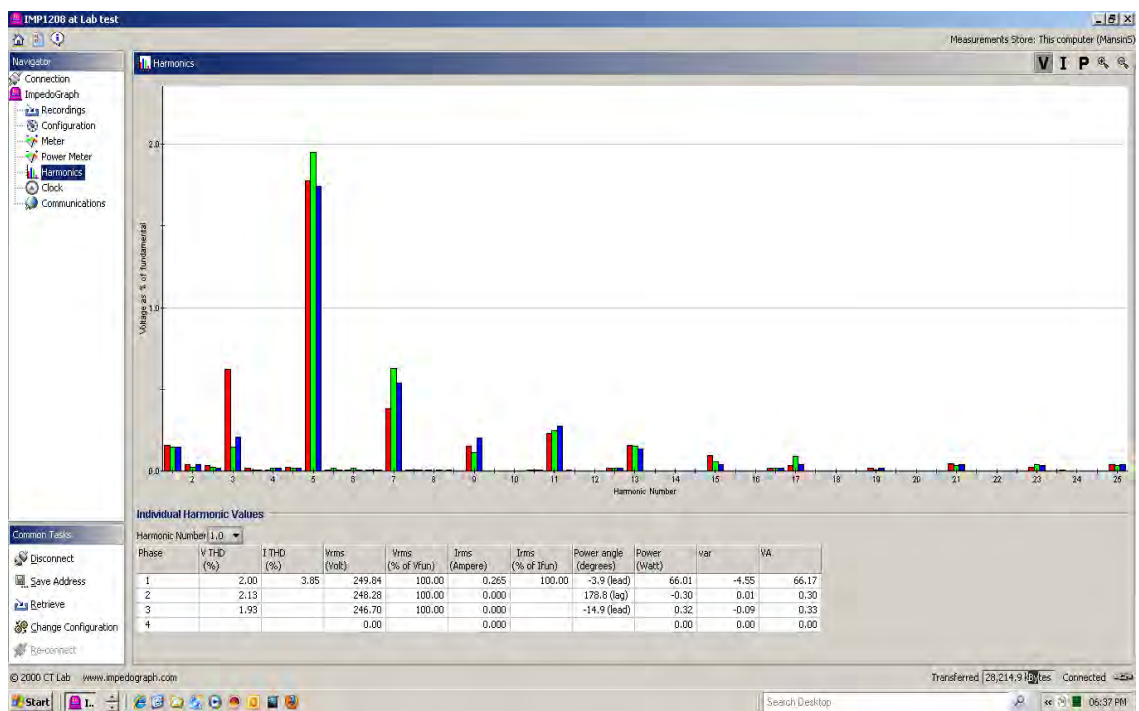 IMP1208 at Lab test
Measurements Store: This computer (MansinS)
Navigator
Connection
ImpedoGraph
Recordings
Configuration
Meter
Power Meter
Harmonics
Clock
Communications
Harmonics
V I P
Voltage as % of fundamental
2.0
1.0
0.0
2 3 4 5 6 7 8 9 10 11 12 13 14 15 16 17 18 19 20 21 22 23 24 25
Harmonic Number
Individual Harmonic Values
Harmonic Number 1.0
Phase V THD (%) I THD (%) Vrms (Volt) Vrms (% of Vfun) Irms (Ampere) Irms (% of Ifun) Power angle (degrees) Power (Watt) var VA
1 2.00 3.85 249.84 100.00 0.265 100.00 -3.9 (lead) 66.01 -4.55 66.17
2 2.13 248.28 100.00 0.000 178.8 (lag) -0.30 0.01 0.30
3 1.93 246.70 100.00 0.000 -14.9 (lead) 0.32 -0.09 0.33
4 0.00 0.000 0.00 0.00 0.00
Common Tasks
Disconnect
Save Address
Retrieve
Change Configuration
Re-connect
© 2000 CT Lab www.impedograph.com
Transferred 28,214.9 kBytes Connected
Start
I..
Search Desktop
06:37 PM